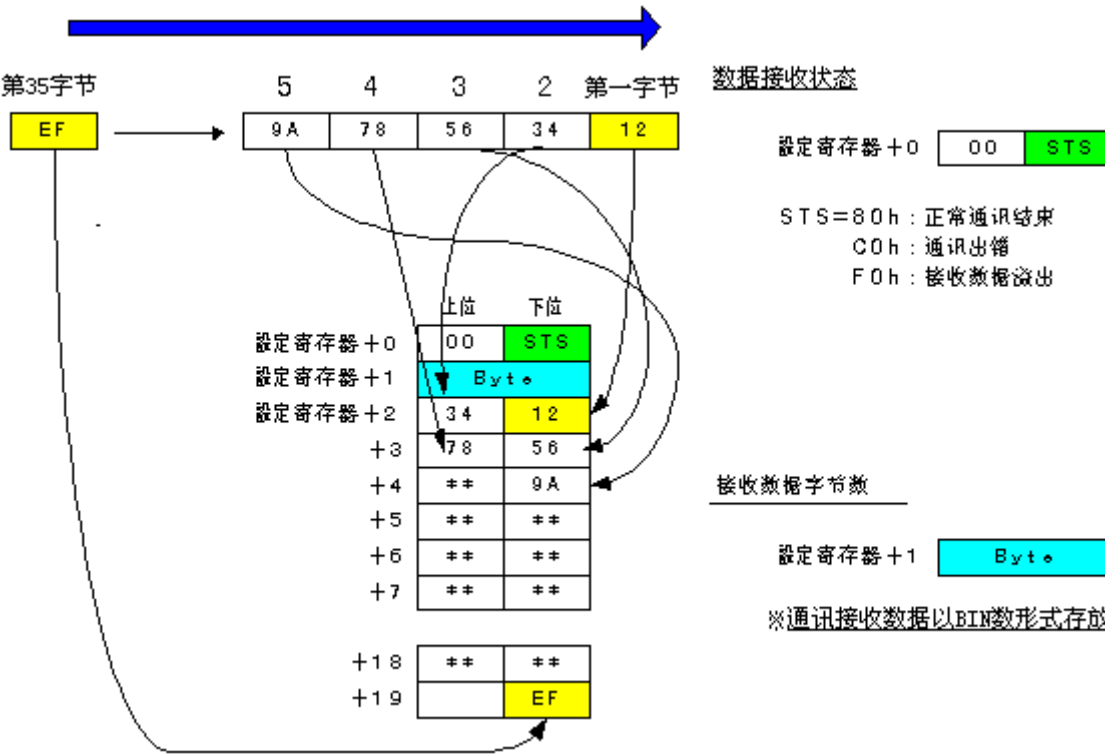 第35字节 5 4 3 2 第一字节
EF 9A 78 56 34 12
数据接收状态
設定寄存器+0 00 STS
STS=80h:正常通讯结束
C0h:通讯出错
F0h:接收数据溢出
上位 下位
設定寄存器+0 00 STS
設定寄存器+1 Byte
設定寄存器+2 34 12
+3 78 56
+4 ** 9A
+5 ** **
+6 ** **
+7 ** **
+18 ** **
+19 EF
接收数据字节数
設定寄存器+1 Byte
※通讯接收数据以BIN数形式存放